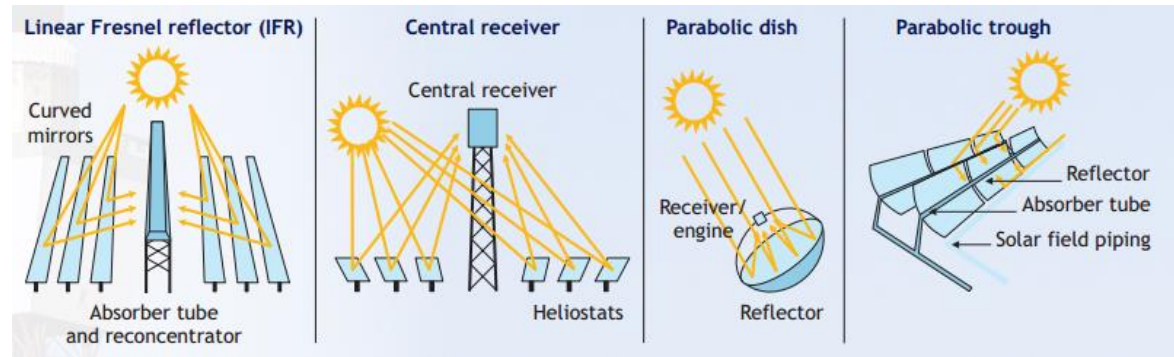 Linear Fresnel reflector (IFR)
Curved
mirrors
Absorber tube
and reconcentrator
Central receiver
Central receiver
Heliostats
Parabolic dish
Receiver/
engine
Reflector
Parabolic trough
Reflector
Absorber tube
Solar field piping